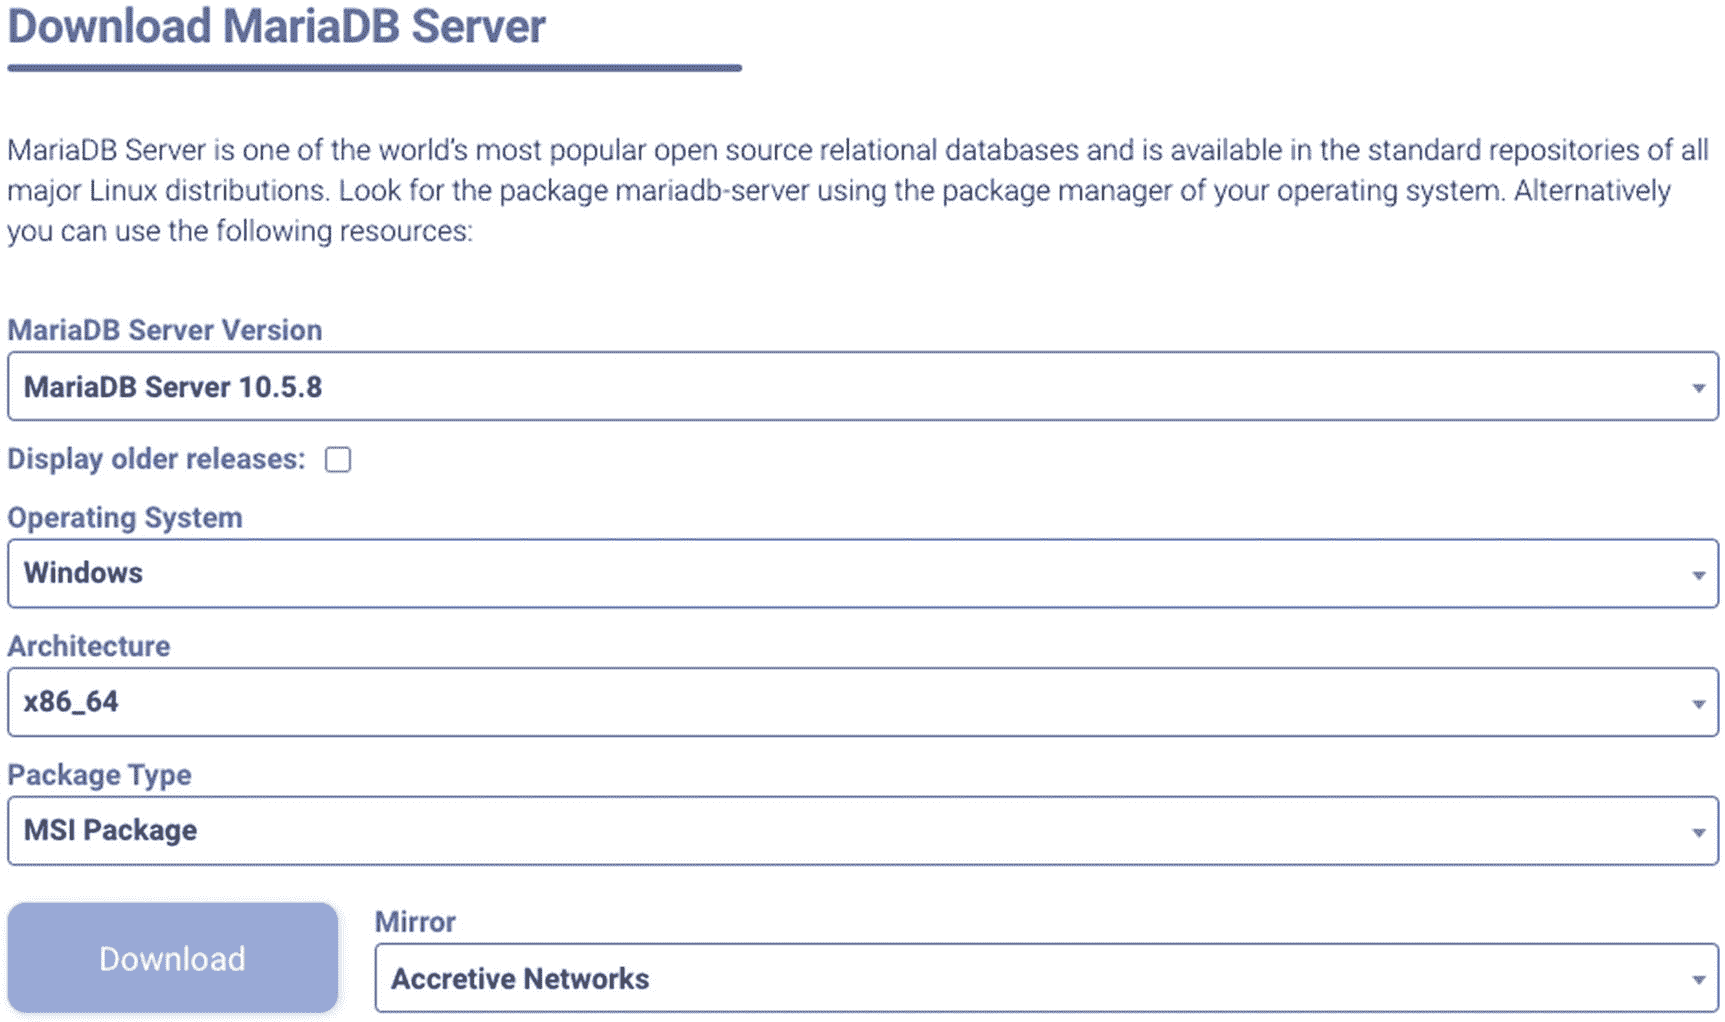 Download MariaDB Server
MariaDB Server is one of the world's most popular open source relational databases and is available in the standard repositories of all
major Linux distributions. Look for the package mariadb-server using the package manager of your operating system. Alternatively
you can use the following resources:
MariaDB Server Version
MariaDB Server 10.5.8
Display older releases:
Operating System
Windows
Architecture
x86_64
Package Type
MSI Package
Download
Mirror
Accretive Networks